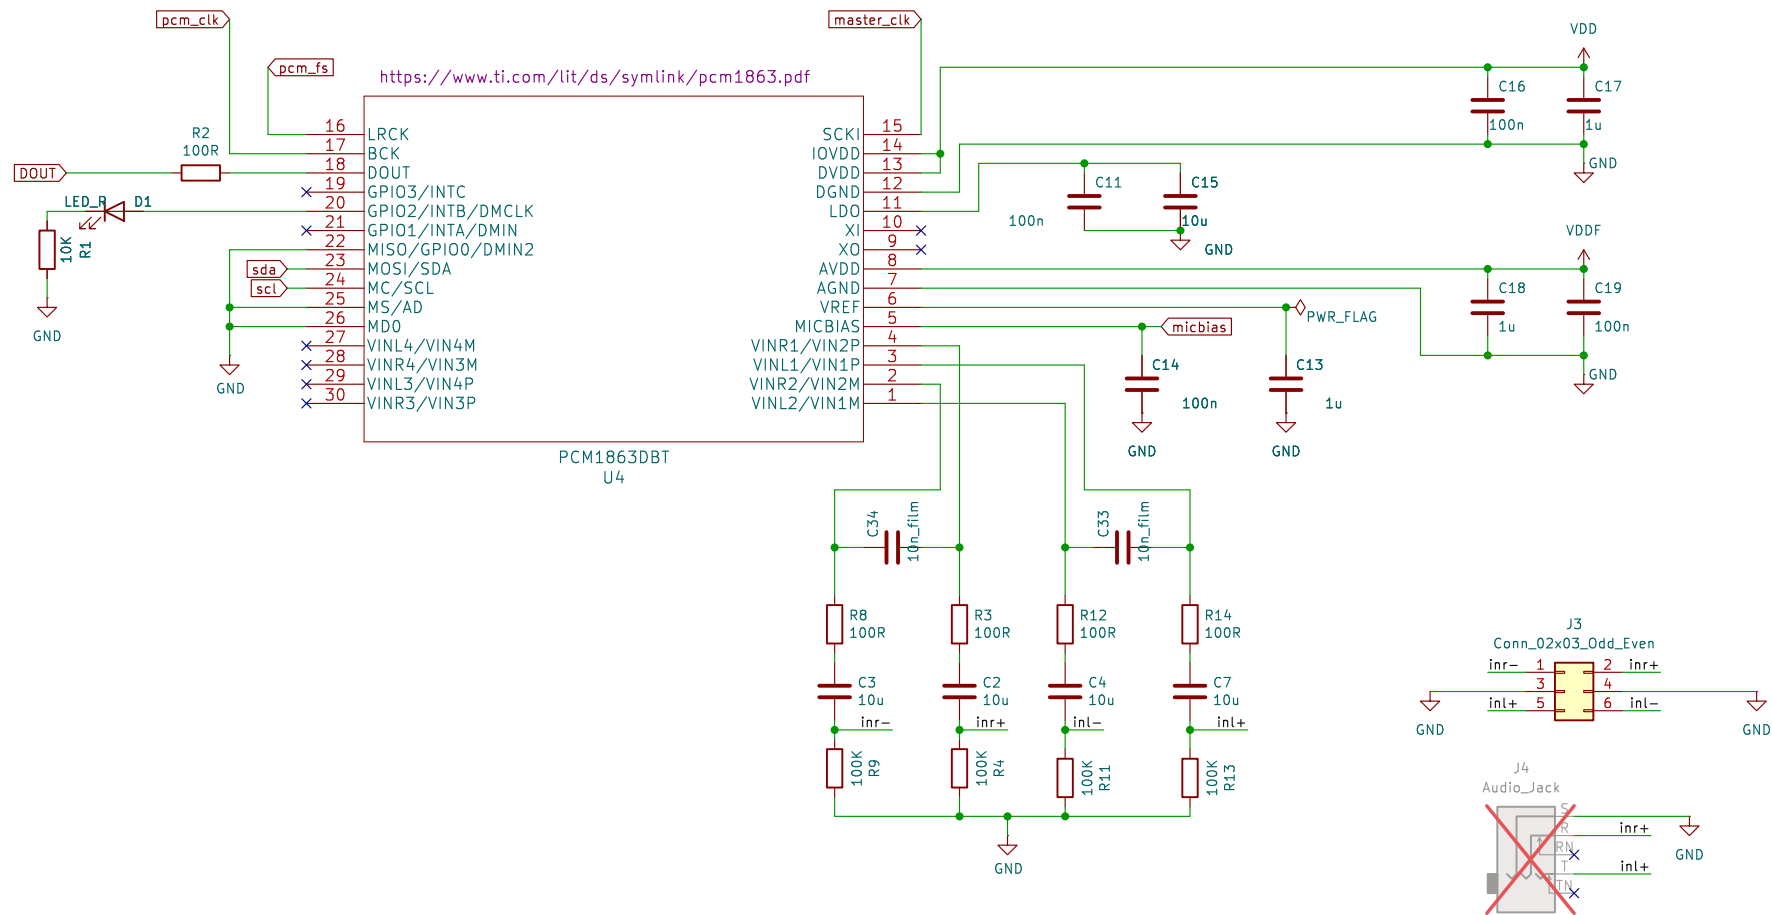 pcm_clk
master_clk
VDD
pcm_fs
https://www.ti.com/lit/ds/symlink/pcm1863.pdf
C16
100n
C17
1u
GND
R2
100R
DOUT
LED_R
D1
10K
R1
GND
sda
scl
GND
16 LRCK
17 BCK
18 DOUT
19 GPIO3/INTC
20 GPIO2/INTB/DMCLK
21 GPIO1/INTA/DMIN
22 MISO/GPIO0/DMIN2
23 MOSI/SDA
24 MC/SCL
25 MS/AD
26 MD0
27 VINL4/VIN4M
28 VINR4/VIN3M
29 VINL3/VIN4P
30 VINR3/VIN3P
SCKI 15
IOVDD 14
DVDD 13
DGND 12
LDO 11
XI 10
XO 9
AVDD 8
AGND 7
VREF 6
MICBIAS 5
VINR1/VIN2P 4
VINL1/VIN1P 3
VINR2/VIN2M 2
VINL2/VIN1M 1
PCM1863DBT
U4
C11
100n
C15
10u
GND
VDDF
C18
1u
C19
100n
GND
PWR_FLAG
micbias
C14
100n
GND
C13
1u
GND
C34
10n_film
C33
10n_film
R8
100R
R3
100R
R12
100R
R14
100R
C3
10u
C2
10u
C4
10u
C7
10u
inr-
inr+
inl-
inl+
100K
R9
100K
R4
100K
R11
100K
R13
GND
J3
Conn_02x03_Odd_Even
inr- 1 2 inr+
3 4
inl+ 5 6 inl-
GND
GND
J4
Audio_Jack
S
R inr+
RN
T inl+
TN
GND